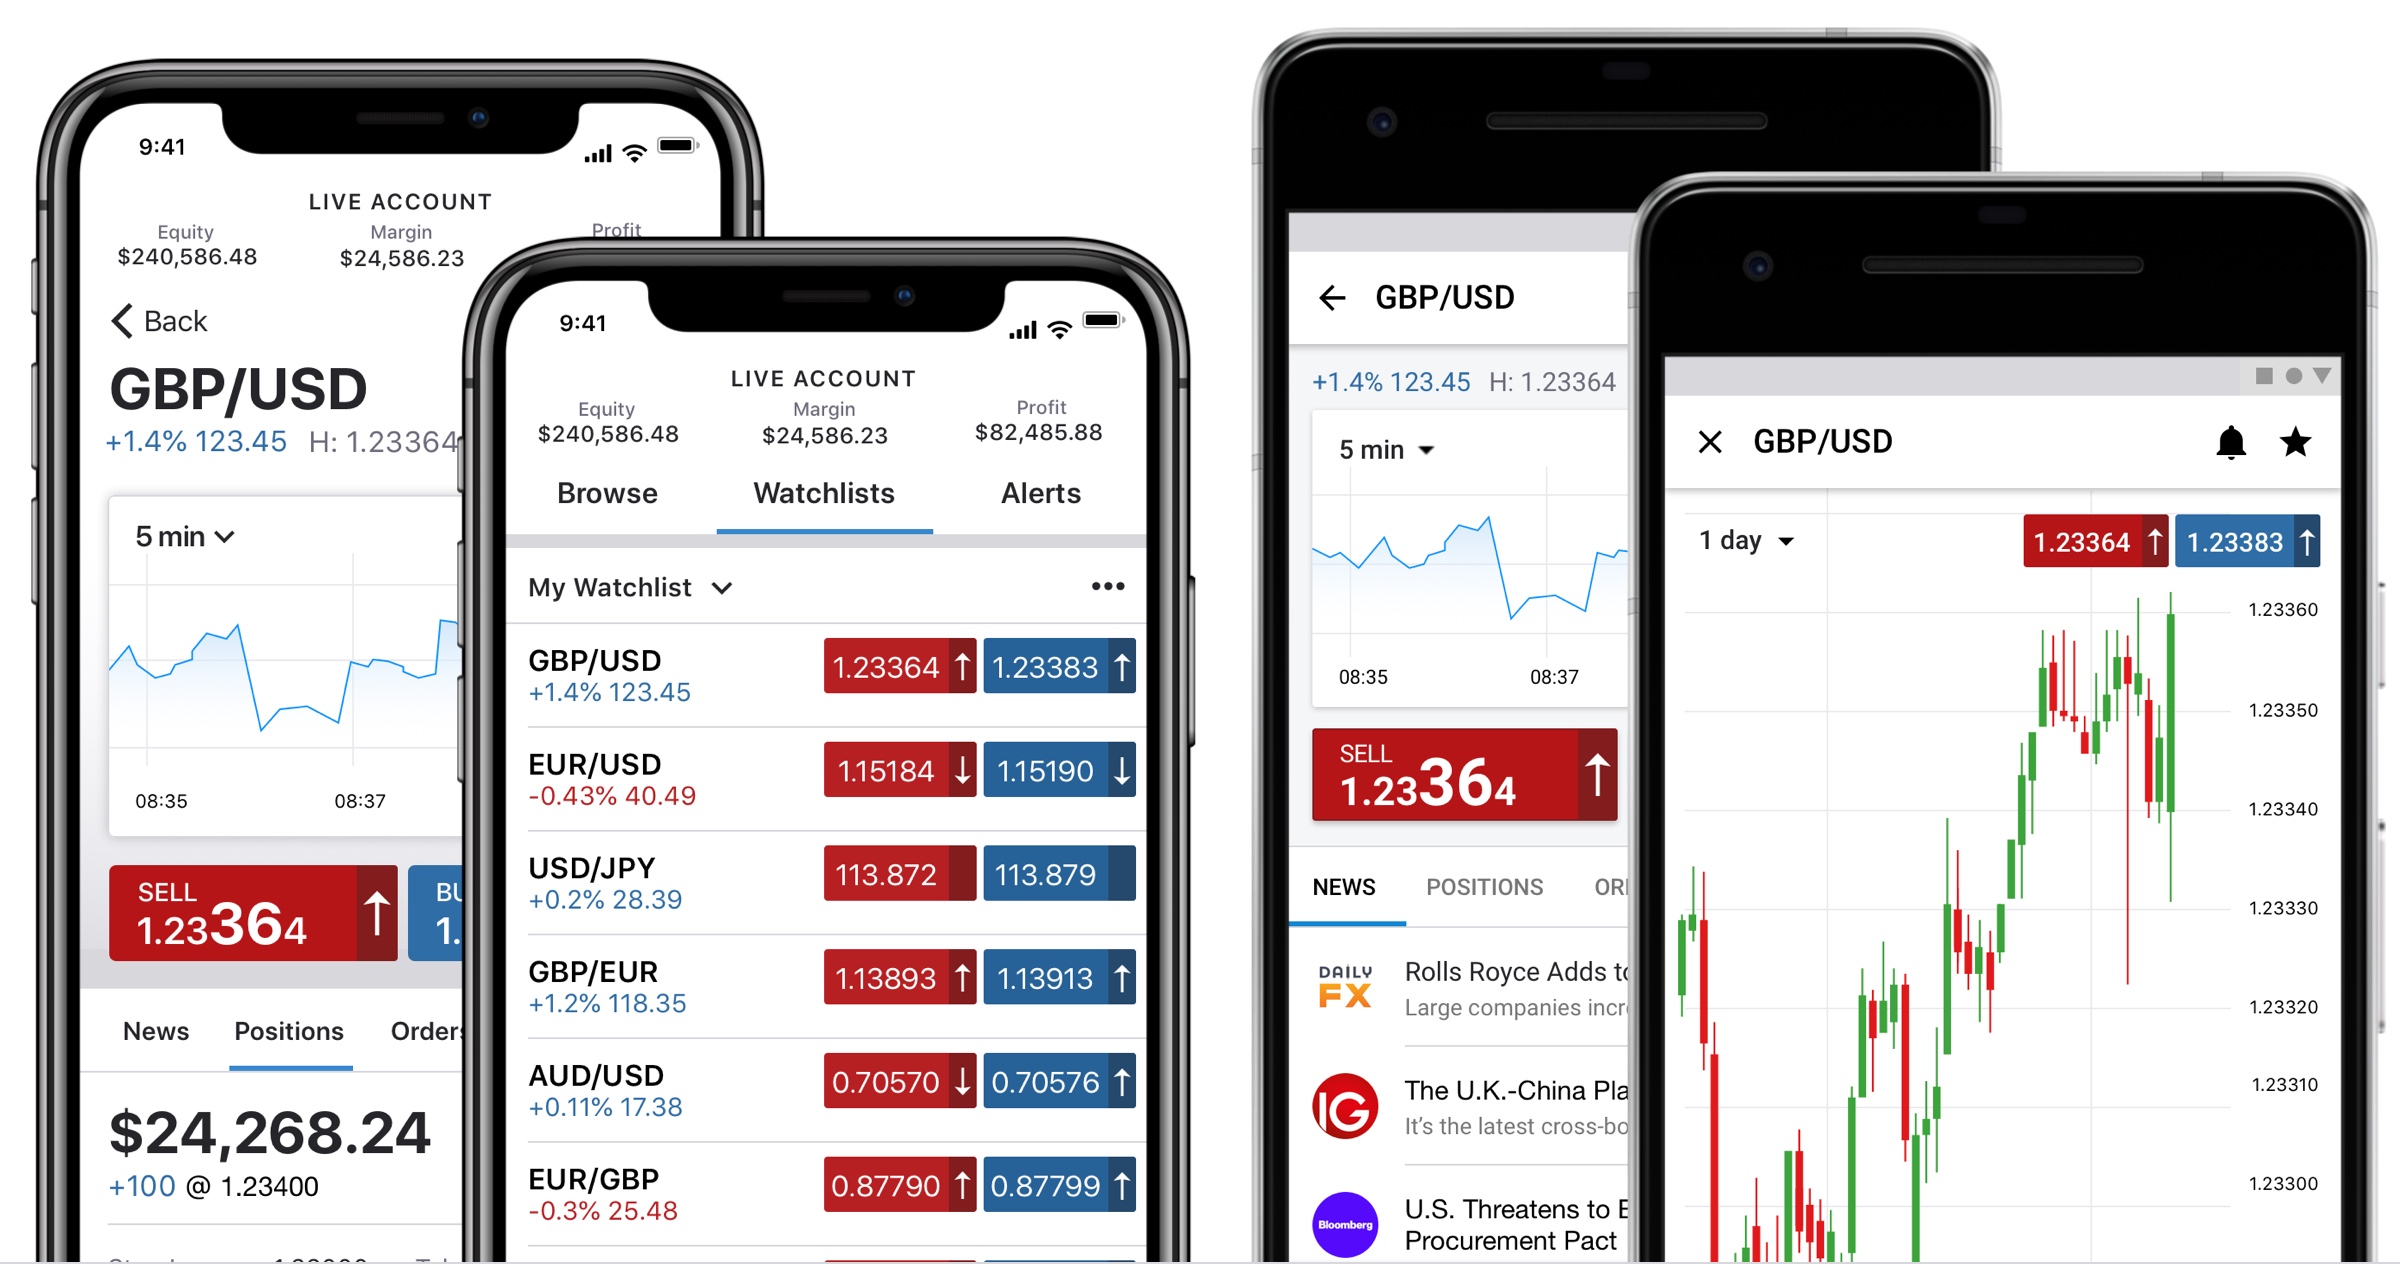 9:41
LIVE ACCOUNT
Equity Margin Profit
$240,586.48 $24,586.23
Back
GBP/USD
+1.4% 123.45 H: 1.23364
5 min
08:35 08:37
SELL
1.23364
1.
News Positions Orders
$24,268.24
+100 @ 1.23400
9:41
LIVE ACCOUNT
Equity Margin Profit
$240,586.48 $24,586.23 $82,485.88
Browse Watchlists Alerts
My Watchlist
GBP/USD 1.23364 1.23383
+1.4% 123.45
EUR/USD 1.15184 1.15190
-0.43% 40.49
USD/JPY 113.872 113.879
+0.2% 28.39
GBP/EUR 1.13893 1.13913
+1.2% 118.35
AUD/USD 0.70570 0.70576
+0.11% 17.38
EUR/GBP 0.87790 0.87799
-0.3% 25.48
GBP/USD
+1.4% 123.45 H: 1.23364
5 min
08:35 08:37
SELL
1.23364
NEWS POSITIONS
DAILY FX
Rolls Royce Adds
Large companies
IG
The U.K.-China
It's the latest
Bloomberg
U.S. Threatens to
Procurement Pact
GBP/USD
1 day 1.23364 1.23383
1.23360
1.23350
1.23340
1.23330
1.23320
1.23310
1.23300